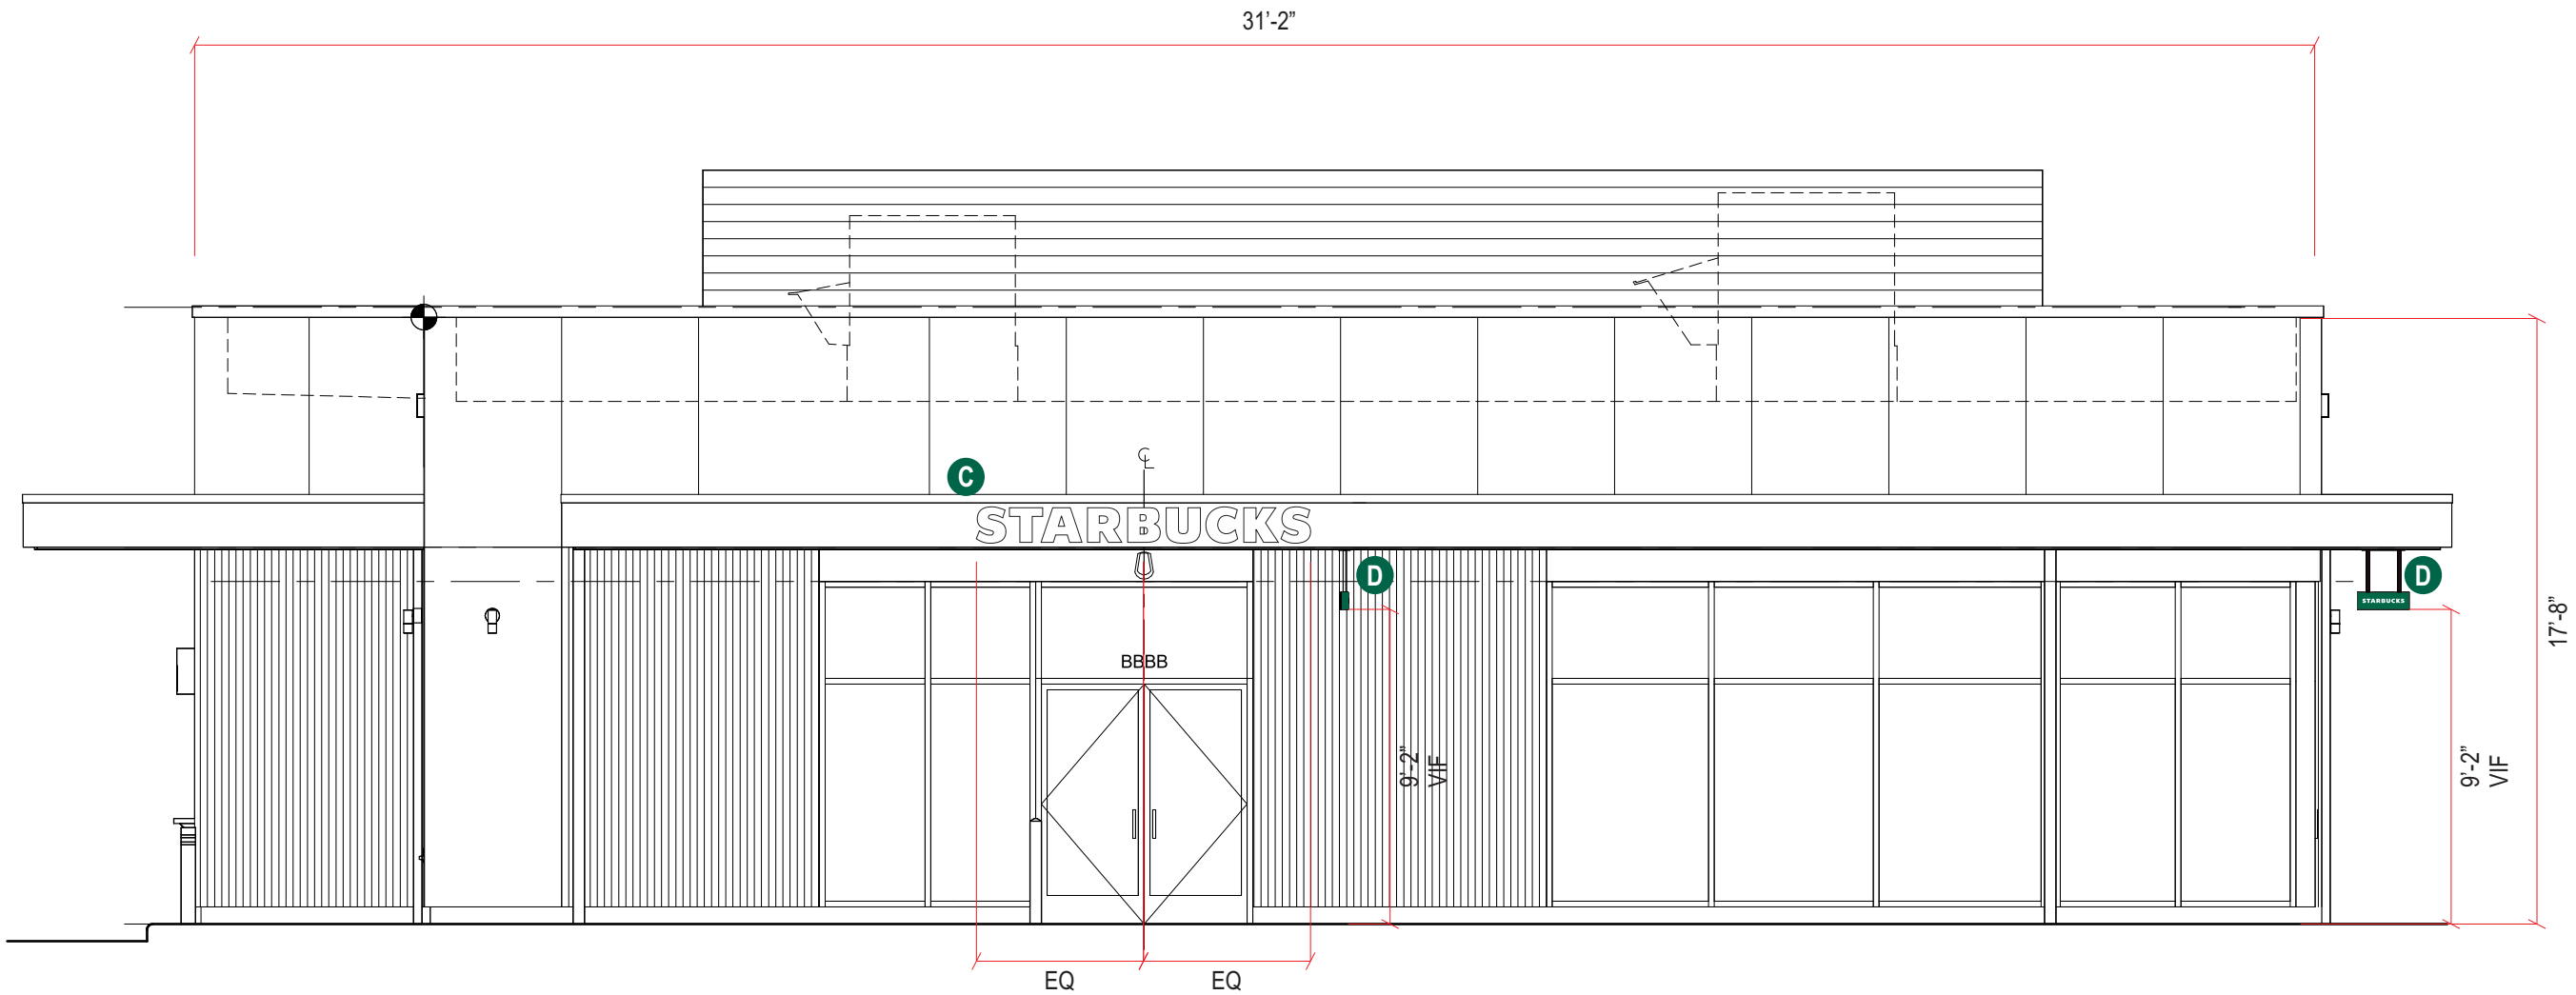 31’-2”
C
℄
STARBUCKS
D
D
STARBUCKS
17’-8”
BBBB
9’-2”
VIF
9’-2”
VIF
EQ
EQ